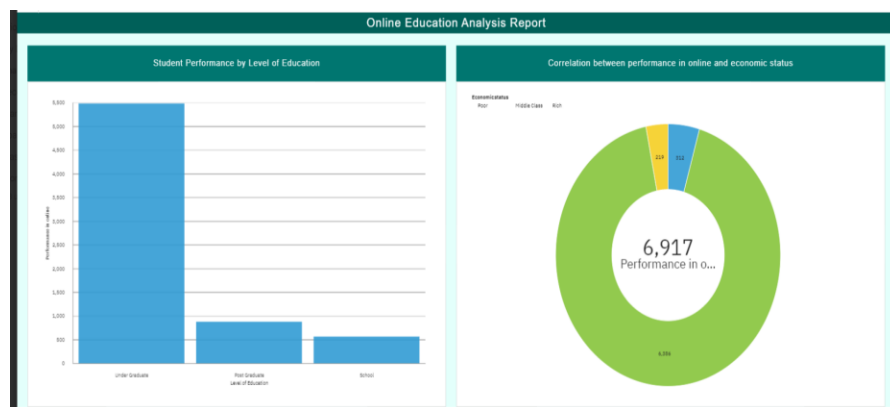 Online Education Analysis Report
Student Performance by Level of Education
Correlation between performance in online and economic status
5,500
5,000
4,500
4,000
3,500
3,000
2,500
2,000
1,500
1,000
500
0
Performance in online
Under Graduate
Post Graduate
School
Level of Education
Economicstatus
Poor
Middle Class
Rich
312
6,917
Performance in o...